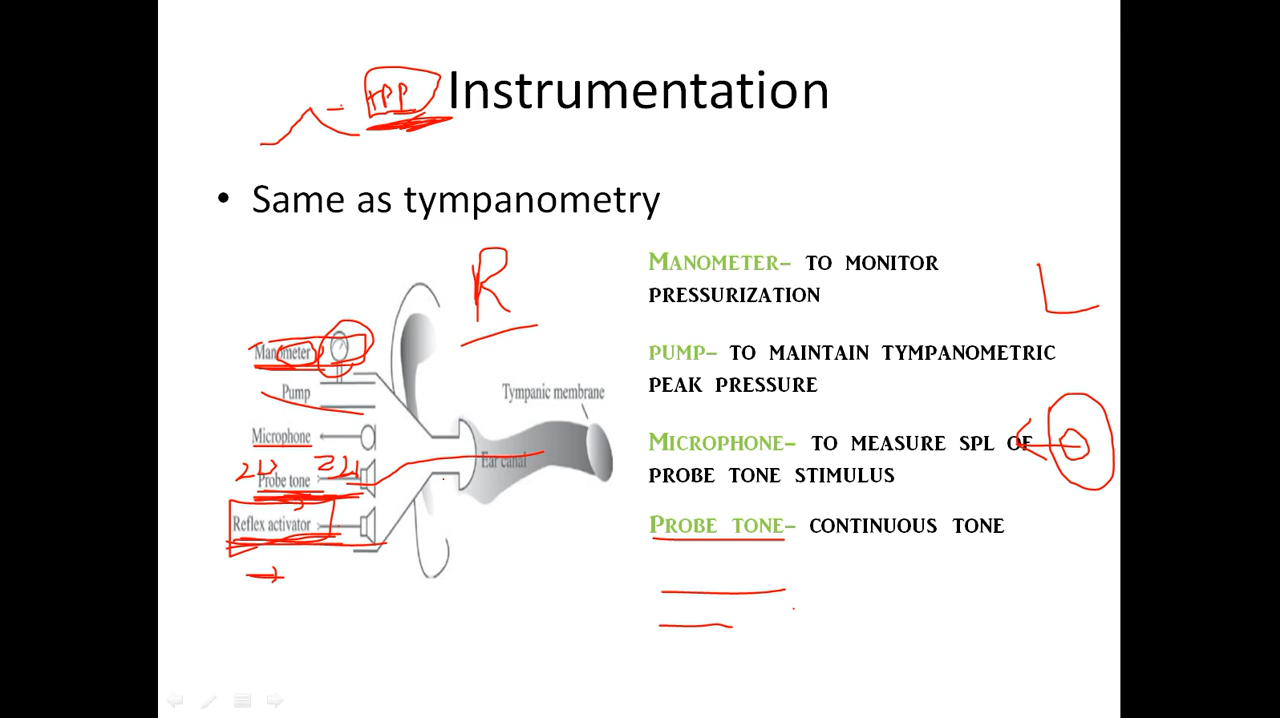 TPP
Instrumentation
• Same as tympanometry
R
L
MANOMETER- TO MONITOR
PRESSURIZATION
PUMP- TO MAINTAIN TYMPANOMETRIC
PEAK PRESSURE
MICROPHONE- TO MEASURE SPL OF
PROBE TONE STIMULUS
PROBE TONE- CONTINUOUS TONE
Manometer
Pump
Microphone
Probe tone
Reflex activator
Ear canal
Tympanic membrane